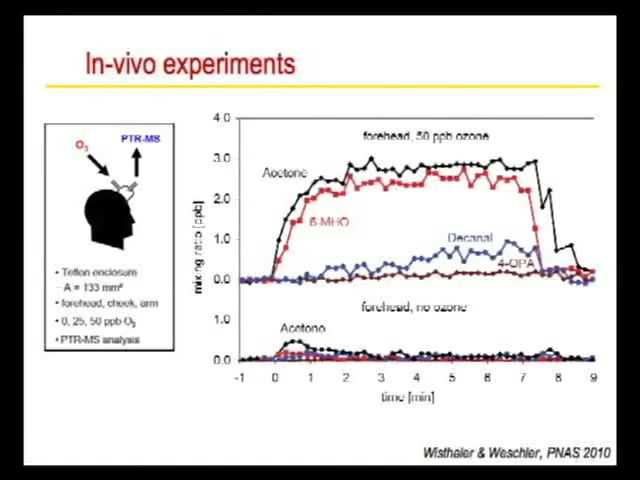 In-vivo experiments
O3
PTR-MS
• Teflon enclosure
– A = 133 mm²
• forehead, cheek, arm
• 0, 25, 50 ppb O3
• PTR-MS analysis
mixing ratio [ppb]
4.0
3.0
2.0
1.0
0.0
1.0
0.0
forehead, 50 ppb ozone
Acetone
6-MHO
Decanal
4-OPA
forehead, no ozone
Acetone
-1 0 1 2 3 4 5 6 7 8 9
time [min]
Wisthaler & Weschler, PNAS 2010